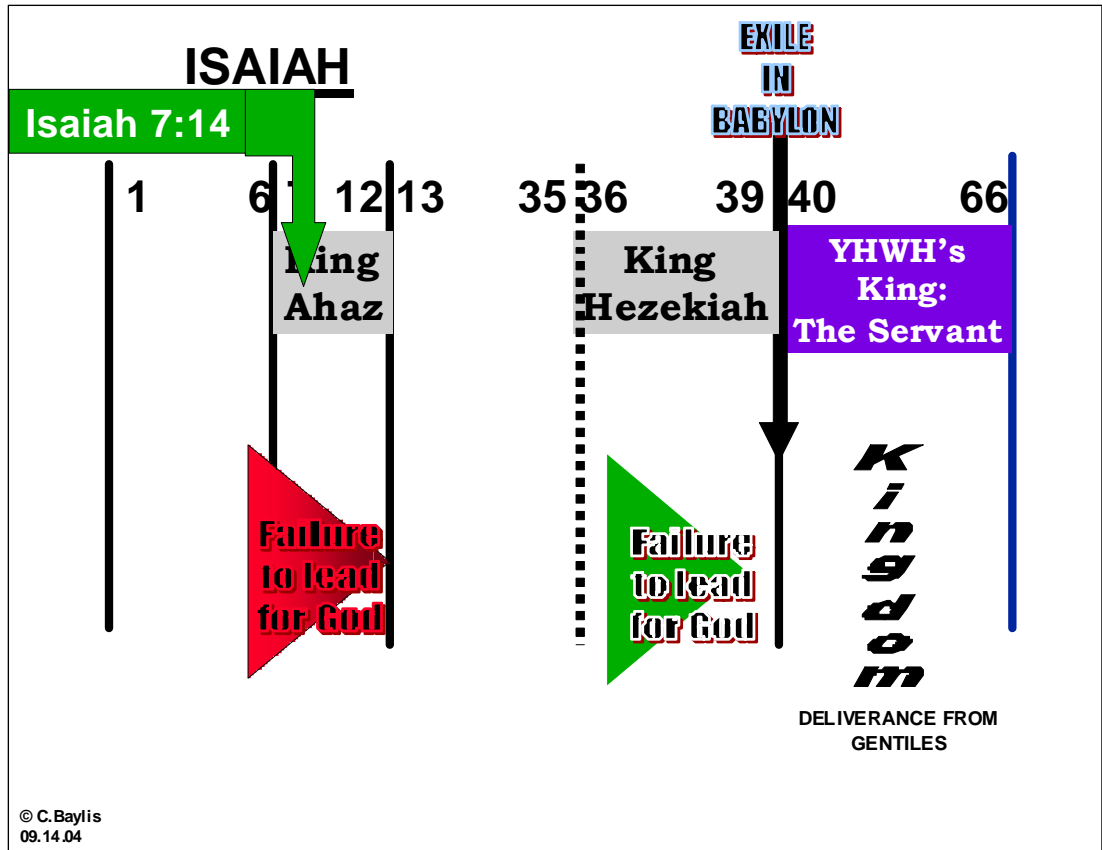 ISAIAH
EXILE
IN
BABYLON
Isaiah 7:14
1 6 12 13 35 36 39 40 66
King
Ahaz
King
Hezekiah
YHWH’s
King:
The Servant
Failure
to lead
for God
Failure
to lead
for God
Kingdom
DELIVERANCE FROM
GENTILES
© C.Baylis
09.14.04